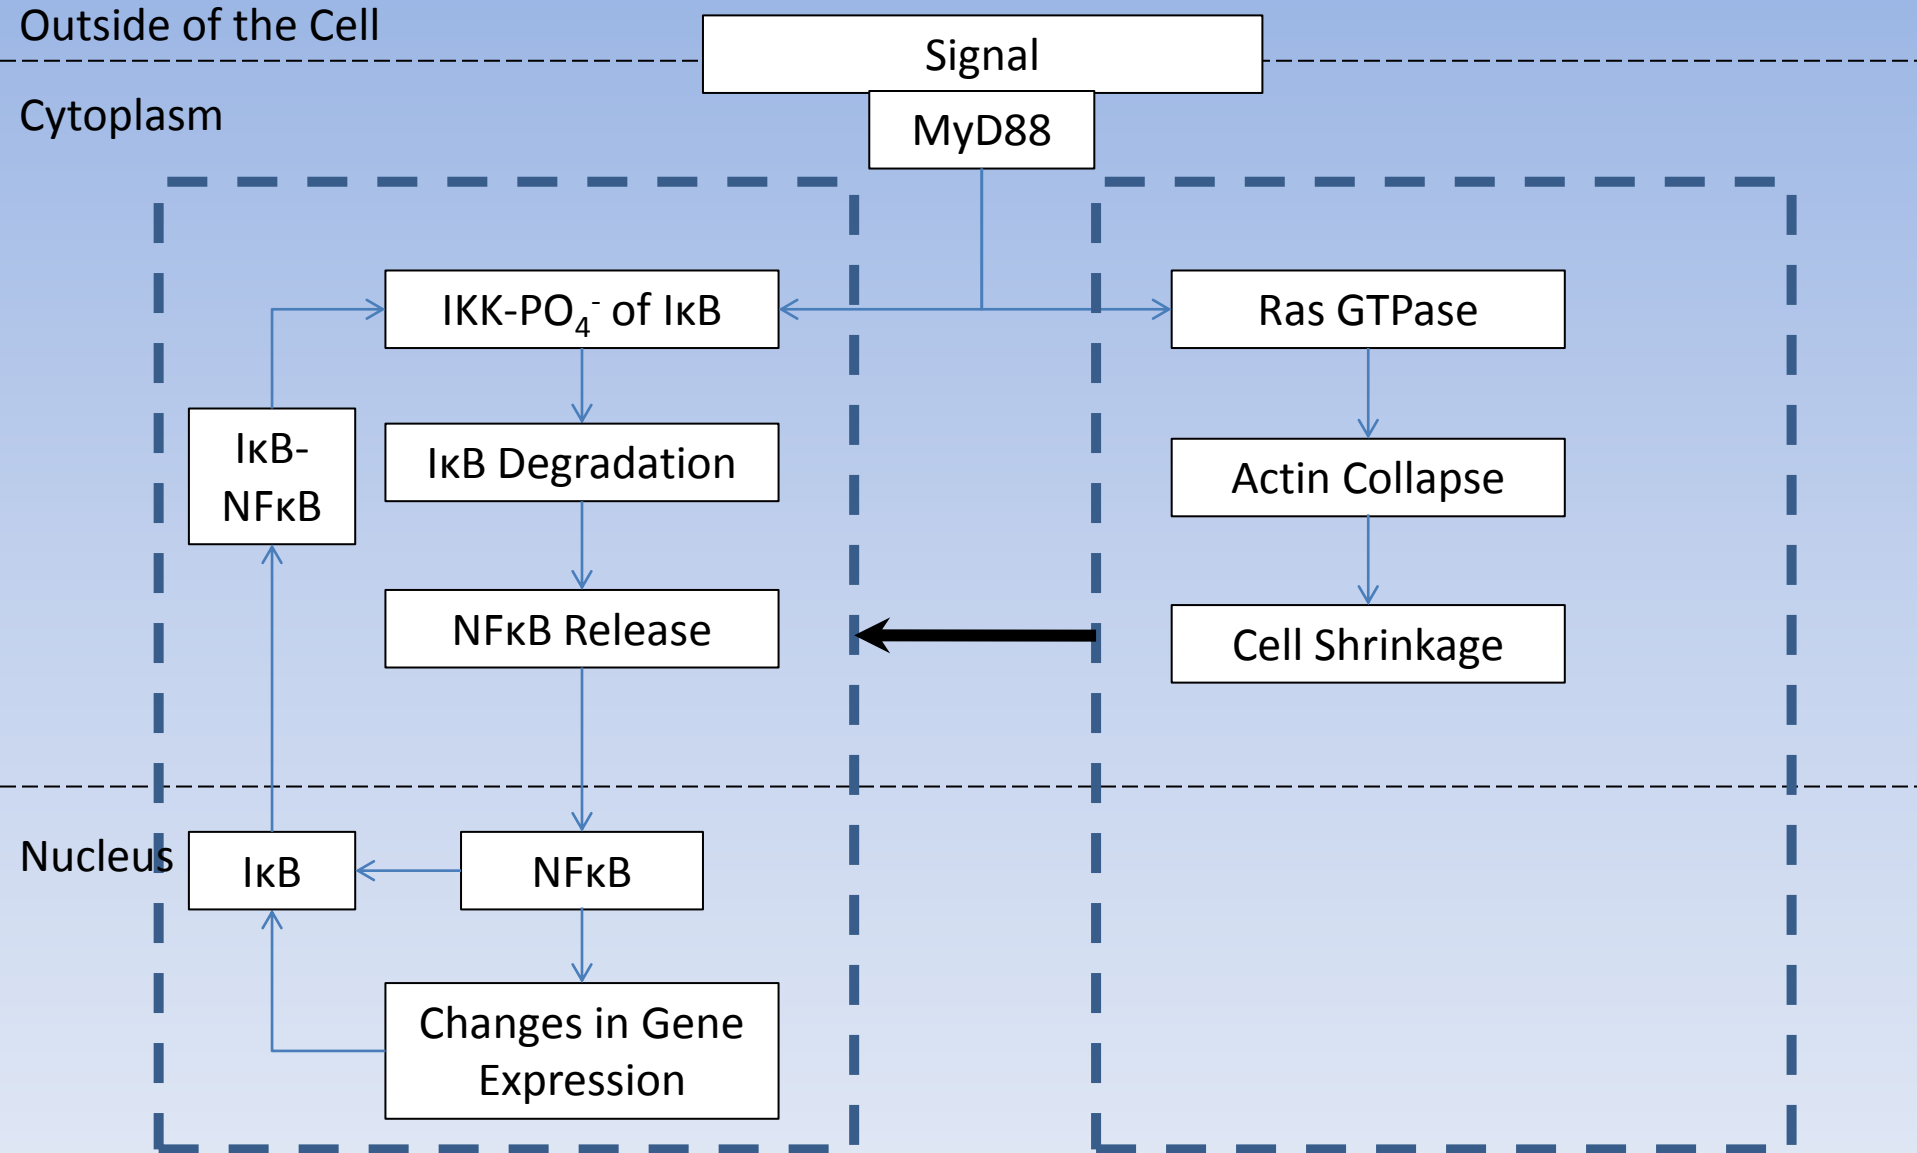 Outside of the Cell
Signal
Cytoplasm
MyD88
IKK-PO₄⁻ of IκB
Ras GTPase
IκB-
NFκB
IκB Degradation
Actin Collapse
NFκB Release
Cell Shrinkage
Nucleus
IκB
NFκB
Changes in Gene
Expression